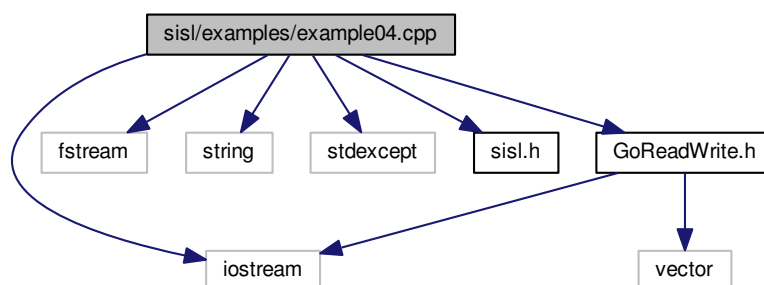 sisl/examples/example04.cpp
fstream
string
stdexcept
sisl.h
GoReadWrite.h
iostream
vector